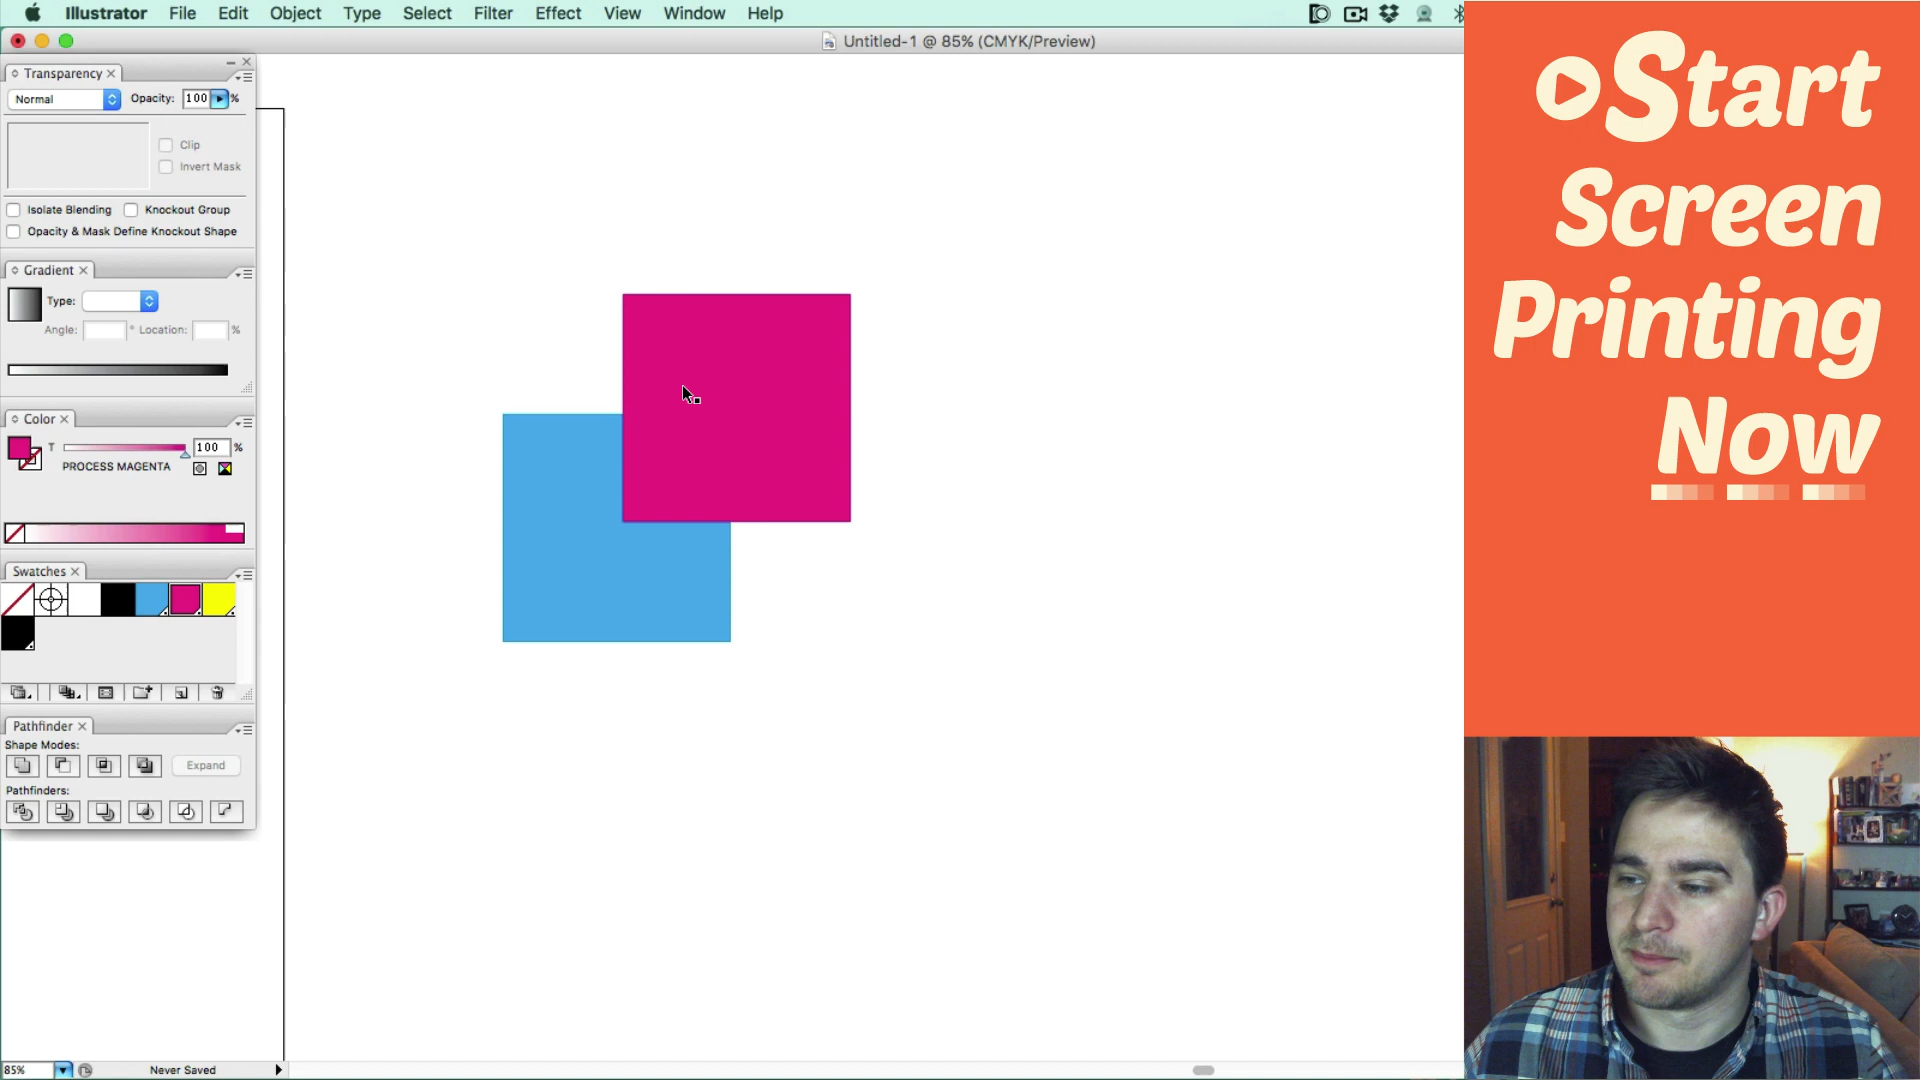 Illustrator File Edit Object Type Select Filter Effect View Window Help
Untitled-1 @ 85% (CMYK/Preview)
Transparency
Normal Opacity: 100 %
Clip
Invert Mask
Isolate Blending Knockout Group
Opacity & Mask Define Knockout Shape
Gradient
Type:
Angle: ° Location: %
Color
T 100 %
PROCESS MAGENTA
Swatches
Pathfinder
Shape Modes:
Expand
Pathfinders:
85% Never Saved
Start
Screen
Printing
Now